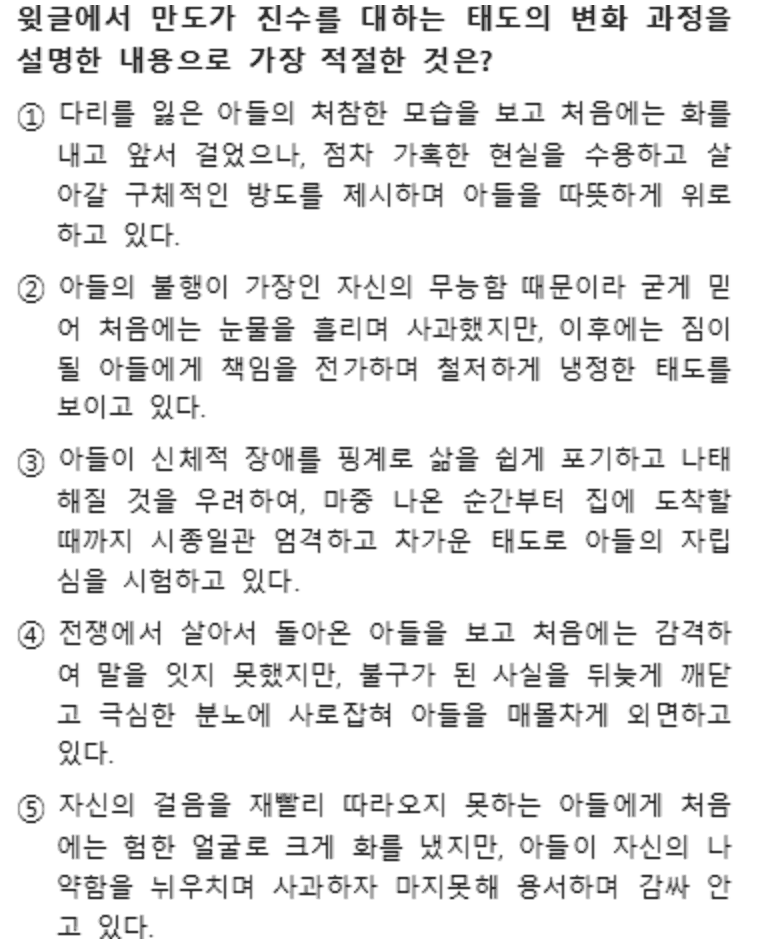 윗글에서 만도가 진수를 대하는 태도의 변화 과정을
설명한 내용으로 가장 적절한 것은?
① 다리를 잃은 아들의 처참한 모습을 보고 처음에는 화를
내고 앞서 걸었으나, 점차 가혹한 현실을 수용하고 살
아갈 구체적인 방도를 제시하며 아들을 따뜻하게 위로
하고 있다.
② 아들의 불행이 가장인 자신의 무능함 때문이라 굳게 믿
어 처음에는 눈물을 흘리며 사과했지만, 이후에는 짐이
될 아들에게 책임을 전가하며 철저하게 냉정한 태도를
보이고 있다.
③ 아들이 신체적 장애를 핑계로 삶을 쉽게 포기하고 나태
해질 것을 우려하여, 마중 나온 순간부터 집에 도착할
때까지 시종일관 엄격하고 차가운 태도로 아들의 자립
심을 시험하고 있다.
④ 전쟁에서 살아서 돌아온 아들을 보고 처음에는 감격하
여 말을 잇지 못했지만, 불구가 된 사실을 뒤늦게 깨닫
고 극심한 분노에 사로잡혀 아들을 매몰차게 외면하고
있다.
⑤ 자신의 걸음을 재빨리 따라오지 못하는 아들에게 처음
에는 험한 얼굴로 크게 화를 냈지만, 아들이 자신의 나
약함을 뉘우치며 사과하자 마지못해 용서하며 감싸 안
고 있다.